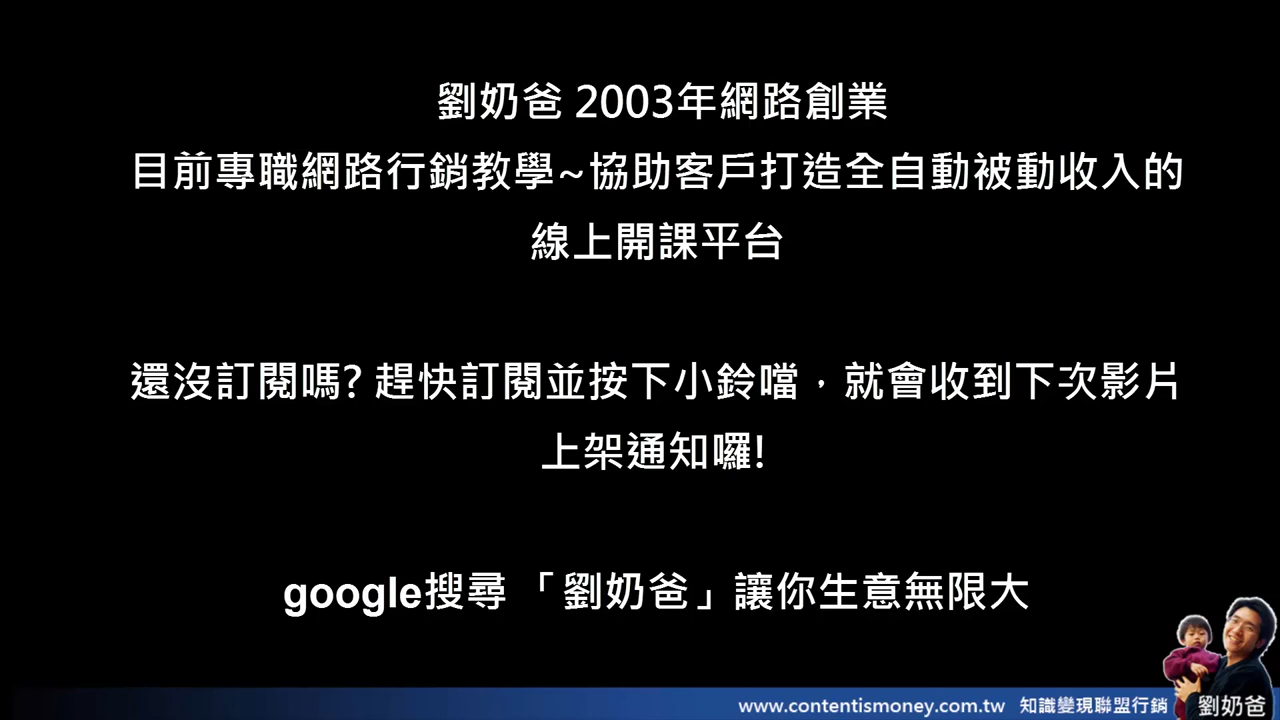 劉奶爸 2003年網路創業
目前專職網路行銷教學~協助客戶打造全自動被動收入的
線上開課平台
還沒訂閱嗎? 趕快訂閱並按下小鈴噹，就會收到下次影片
上架通知囉!
google搜尋 「劉奶爸」讓你生意無限大
www.contentismoney.com.tw 知識變現聯盟行銷
劉奶爸